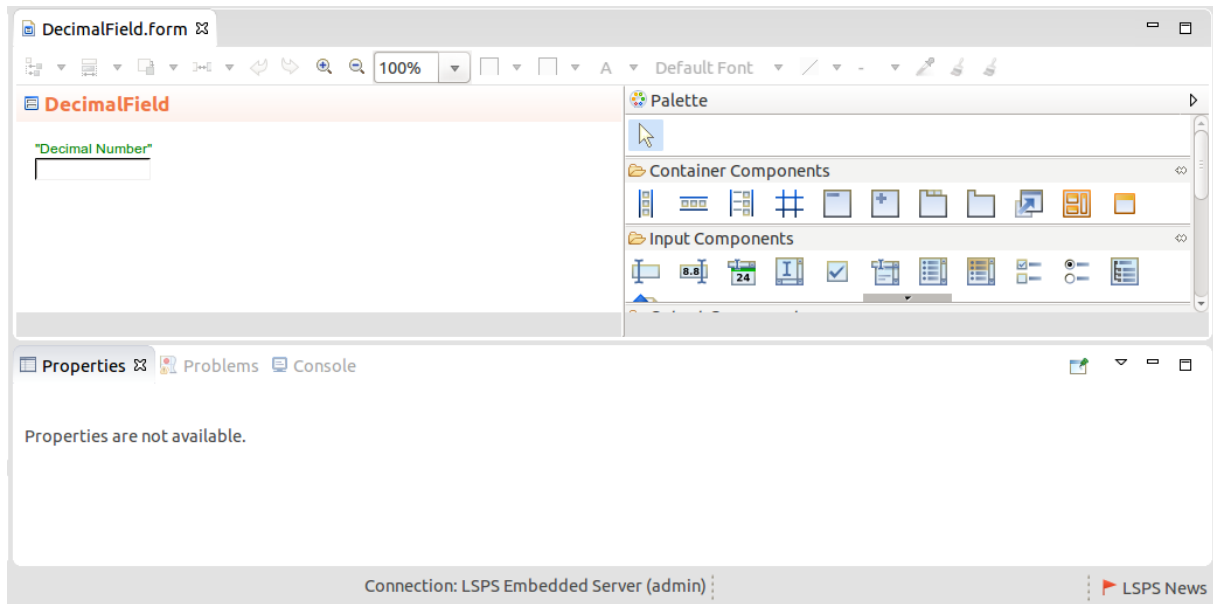 DecimalField.form
100%
A
Default Font
DecimalField
Palette
"Decimal Number"
Container Components
Input Components
8.8
24
Properties
Problems
Console
Properties are not available.
Connection: LSPS Embedded Server (admin)
LSPS News